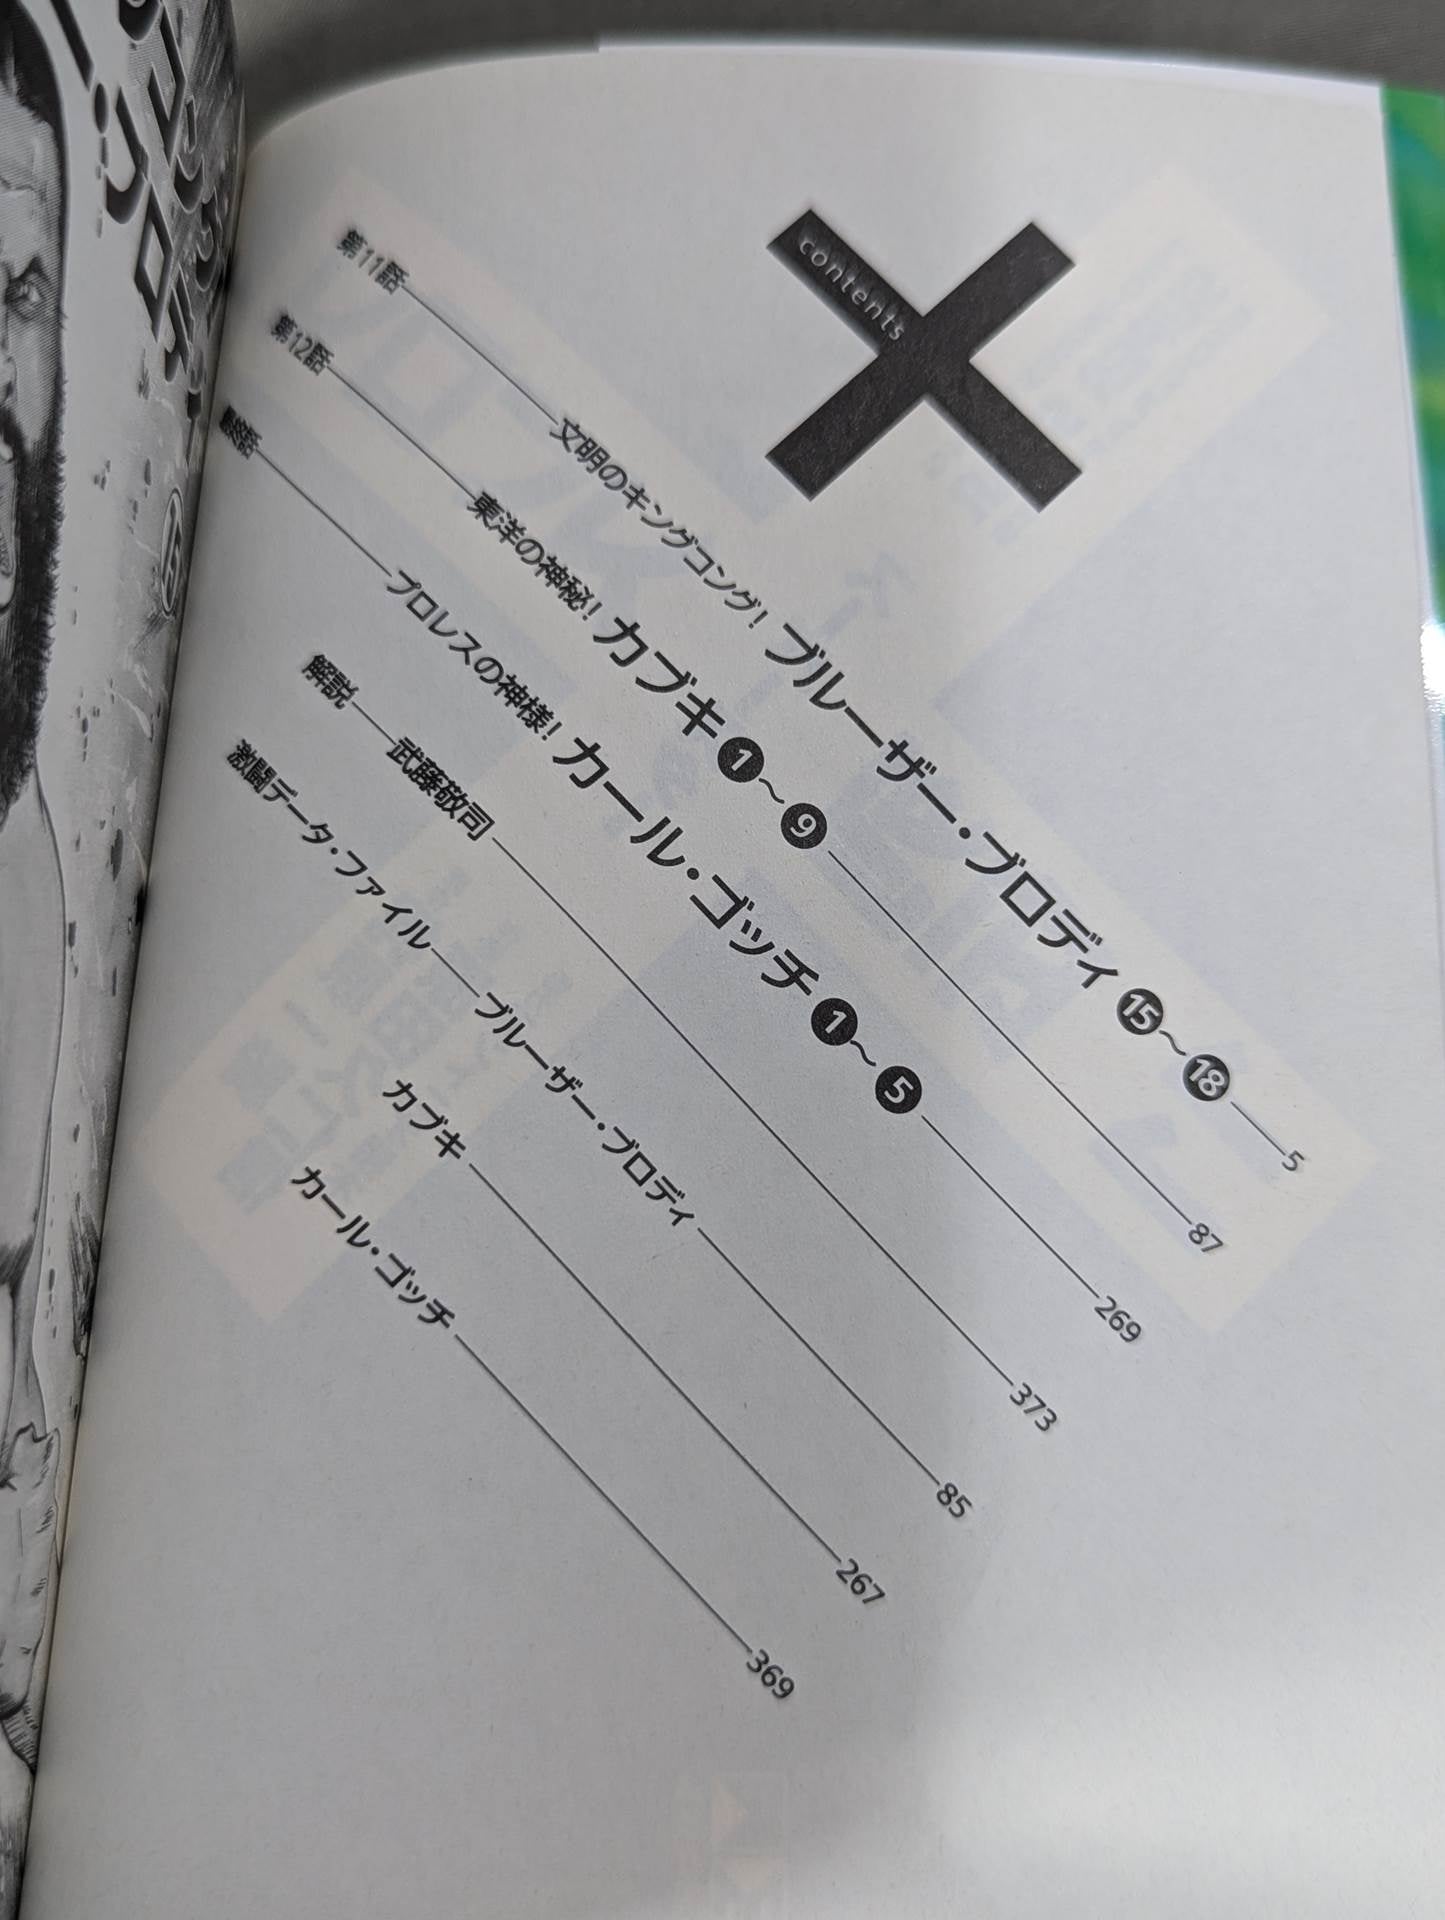 contents
第11話 文明のキングコング! ブルーザー・ブロディ 15〜18 5
第12話 東洋の神秘! カブキ 1〜9 87
最終話 プロレスの神様! カール・ゴッチ 1〜5 269
解説 武藤敬司 373
激闘データ・ファイル ブルーザー・ブロディ 85
カブキ 267
カール・ゴッチ 369